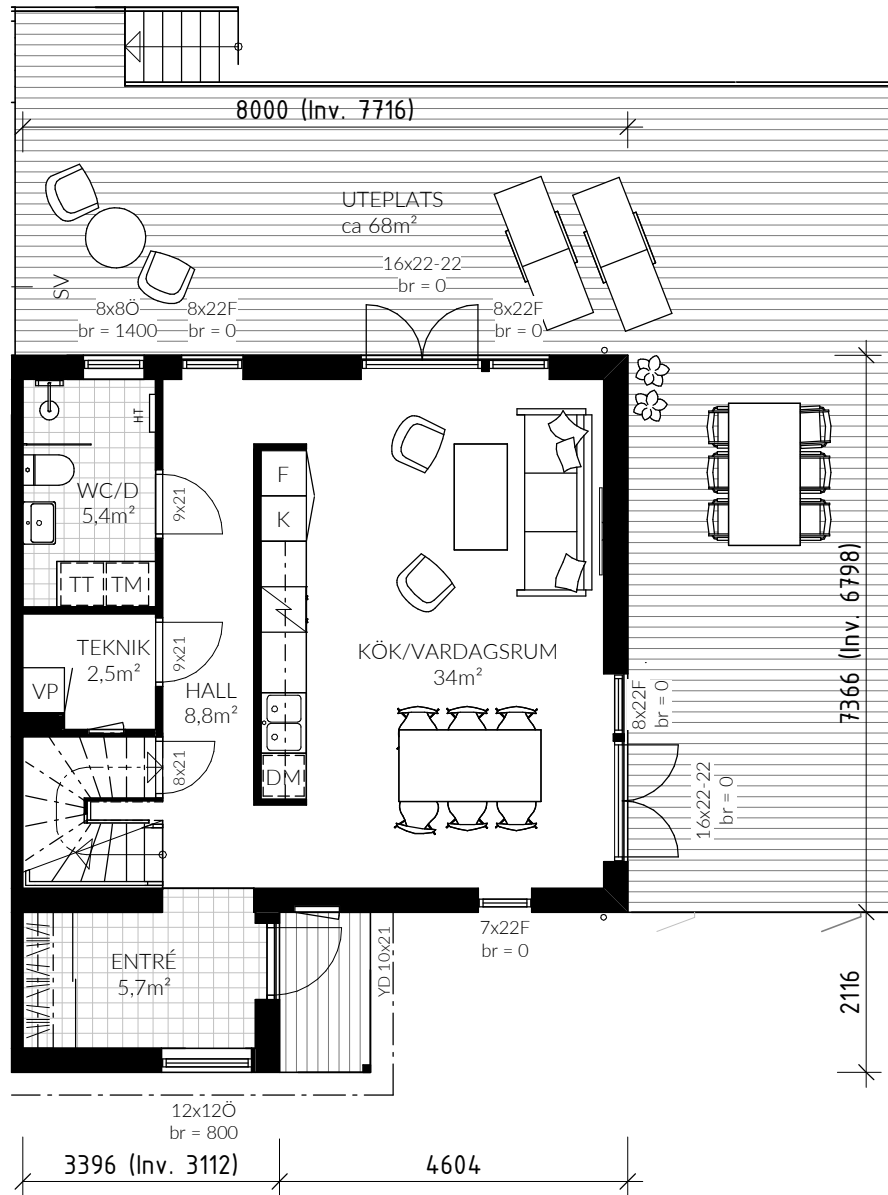 8000 (Inv. 7716)
UTEPLATS
ca 68m²
SV
16x22-22
br = 0
8x8Ö
br = 1400
8x22F
br = 0
8x22F
br = 0
HT
F
K
WC/D
5,4m²
9x21
TT
TM
TEKNIK
2,5m²
9x21
VP
HALL
8,8m²
KÖK/VARDAGSRUM
34m²
8x21
DM
8x22F
br = 0
16x22-22
br = 0
7366 (Inv. 6798)
ENTRÉ
5,7m²
YD 10x21
7x22F
br = 0
2116
12x12Ö
br = 800
3396 (Inv. 3112)
4604